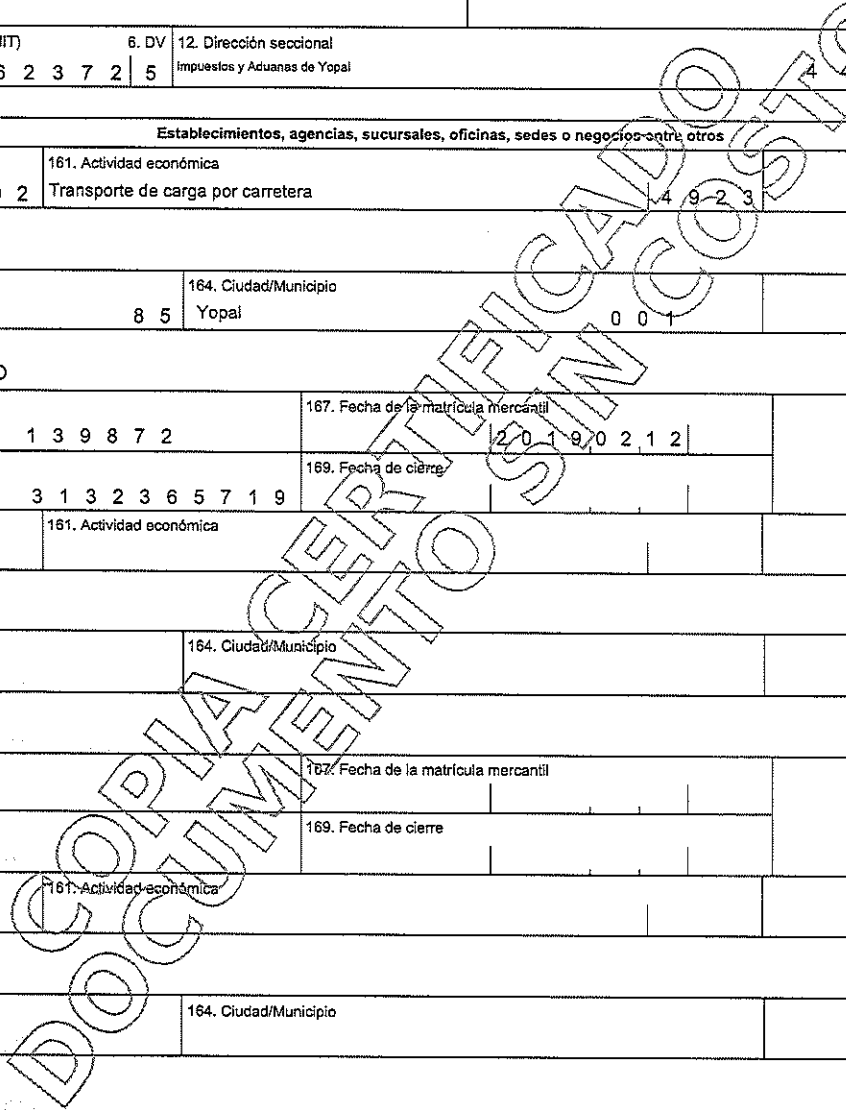 IIT) 6. DV 12. Dirección seccional
6 2 3 7 2 5 Impuestos y Aduanas de Yopal 4 4
Establecimientos, agencias, sucursales, oficinas, sedes o negocios entre otros
161. Actividad económica
2 Transporte de carga por carretera 4 9 2 3
164. Ciudad/Municipio
8 5 Yopal 0 0 1
167. Fecha de la matrícula mercantil
1 3 9 8 7 2 2 0 1 9 0 2 1 2
169. Fecha de cierre
3 1 3 2 3 6 5 7 1 9
161. Actividad económica
164. Ciudad/Municipio
167. Fecha de la matrícula mercantil
169. Fecha de cierre
161. Actividad económica
164. Ciudad/Municipio
COPIA CERTIFICADO
DOCUMENTO SIN COSTO